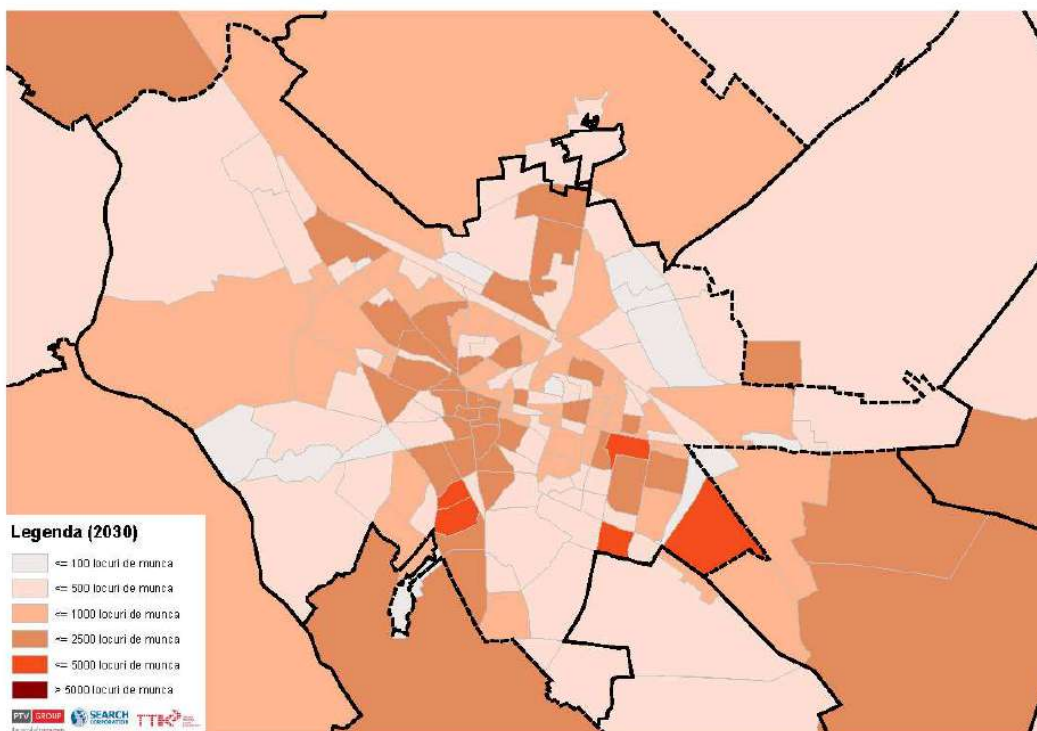 Legenda (2030)
<= 100 locuri de munca
<= 500 locuri de munca
<= 1000 locuri de munca
<= 2500 locuri de munca
<= 5000 locuri de munca
> 5000 locuri de munca
PTV GROUP
SEARCH CORPORATION
TTK